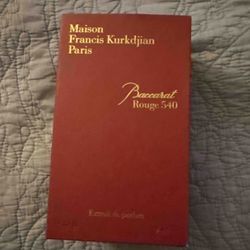 Maison
Francis Kurkdjian
Paris
Baccarat
Rouge 540
Extrait de parfum